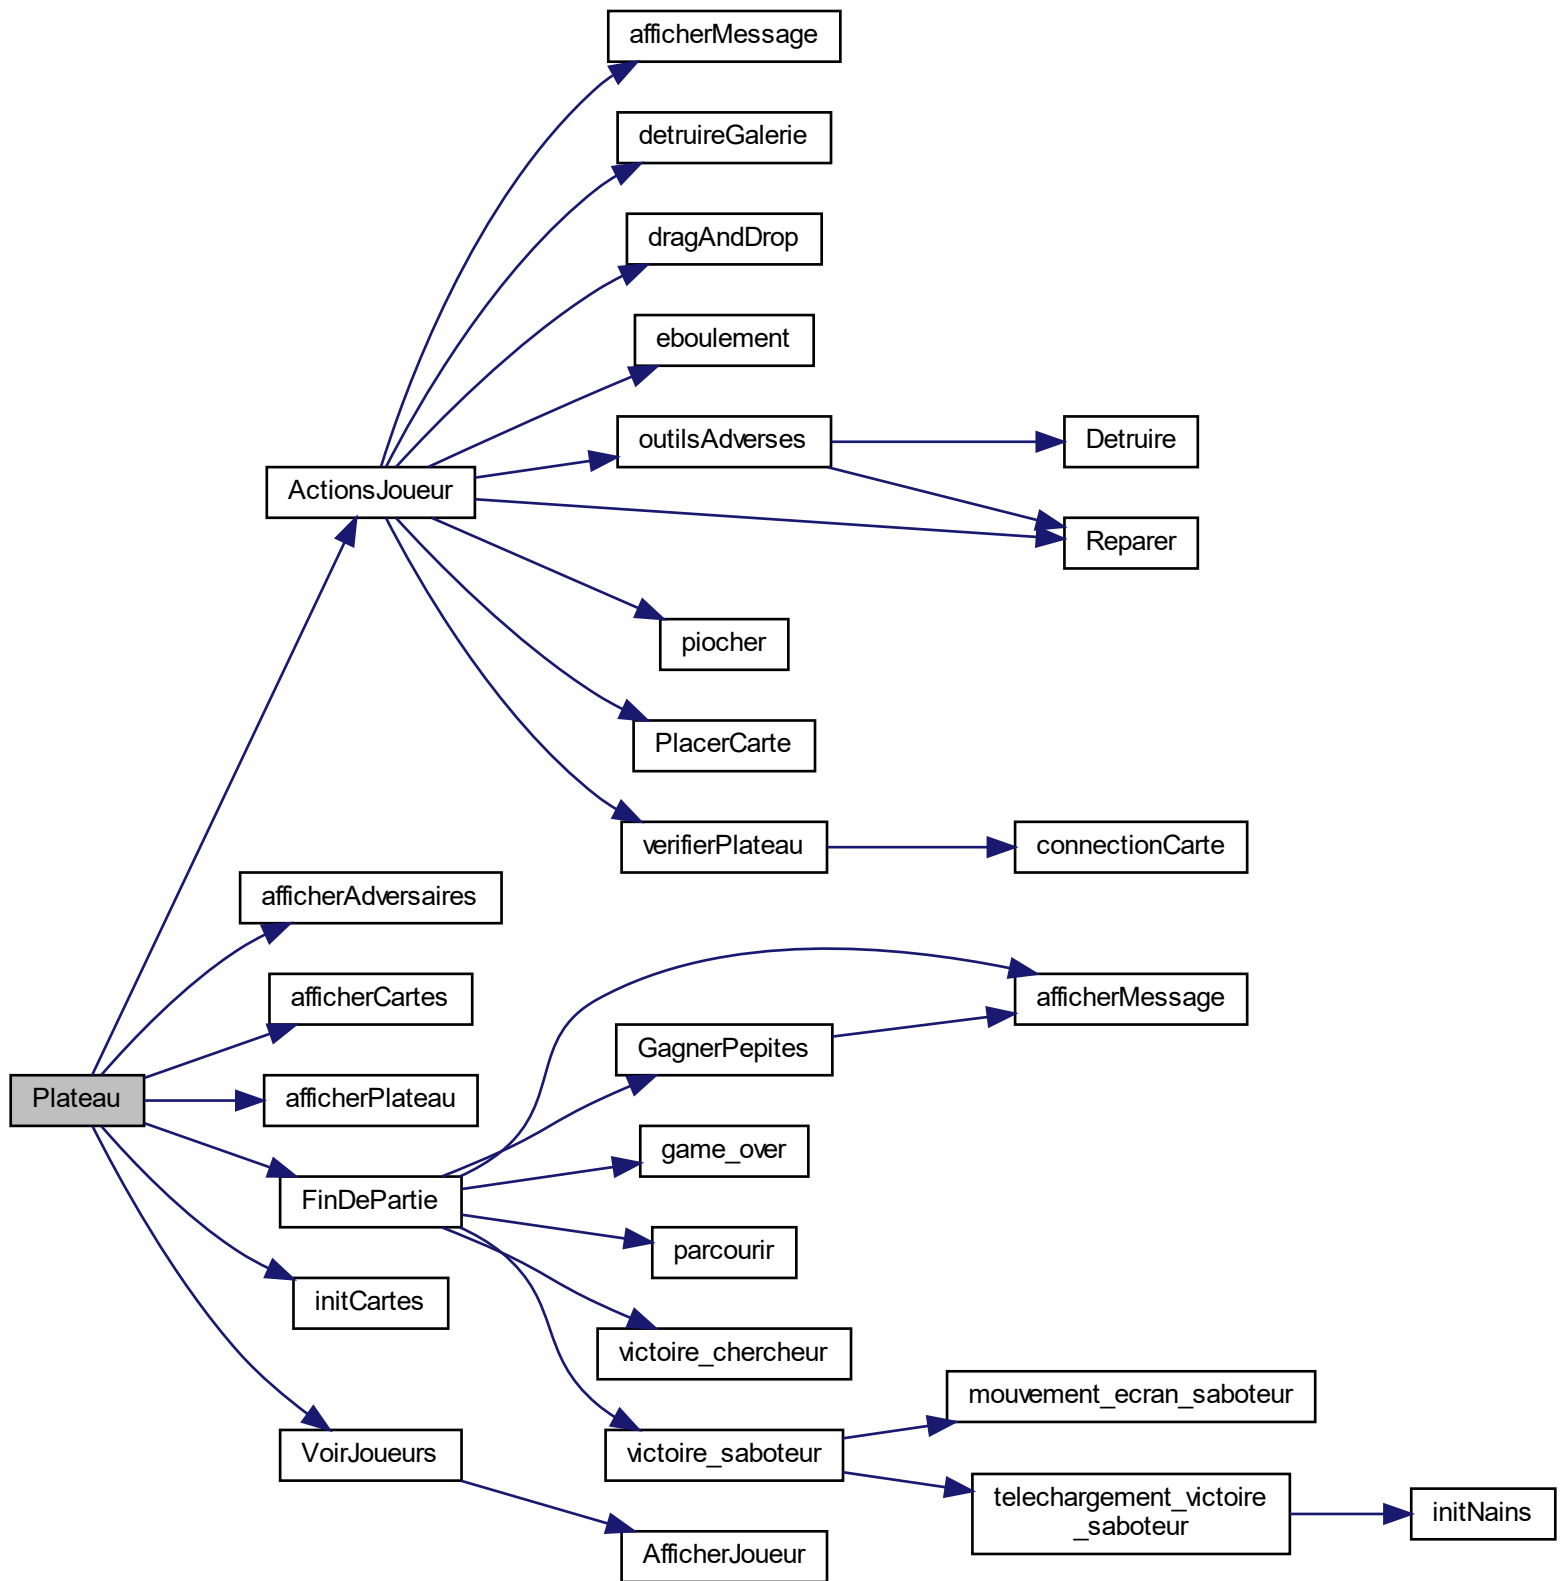 afficherMessage
detruireGalerie
dragAndDrop
eboulement
outilsAdverses
Detruire
ActionsJoueur
Reparer
piocher
PlacerCarte
verifierPlateau
connectionCarte
afficherAdversaires
afficherCartes
afficherMessage
GagnerPepites
Plateau
afficherPlateau
game_over
FinDePartie
parcourir
initCartes
victoire_chercheur
mouvement_ecran_saboteur
VoirJoueurs
victoire_saboteur
telechargement_victoire
_saboteur
initNains
AfficherJoueur